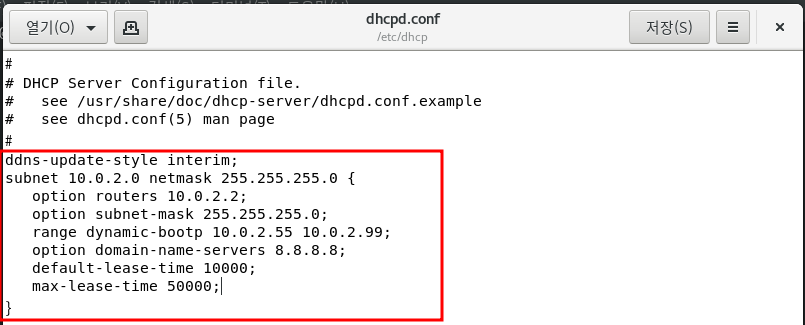 열기(O)
dhcpd.conf
/etc/dhcp
저장(S)
#
# DHCP Server Configuration file.
#   see /usr/share/doc/dhcp-server/dhcpd.conf.example
#   see dhcpd.conf(5) man page
#
ddns-update-style interim;
subnet 10.0.2.0 netmask 255.255.255.0 {
   option routers 10.0.2.2;
   option subnet-mask 255.255.255.0;
   range dynamic-bootp 10.0.2.55 10.0.2.99;
   option domain-name-servers 8.8.8.8;
   default-lease-time 10000;
   max-lease-time 50000;
}